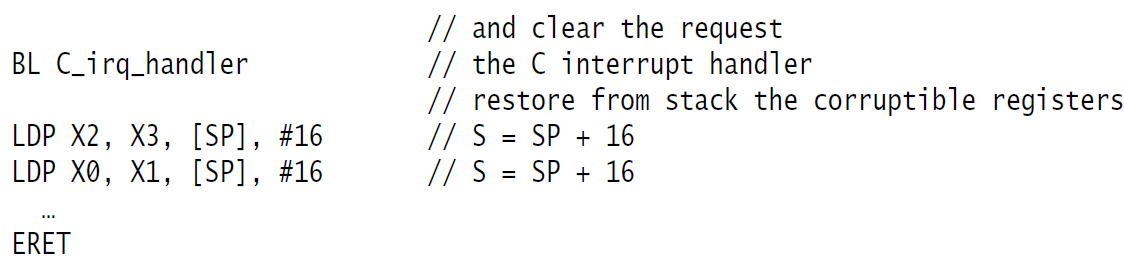 // and clear the request
BL C_irq_handler // the C interrupt handler
// restore from stack the corruptible registers
LDP X2, X3, [SP], #16 // S = SP + 16
LDP X0, X1, [SP], #16 // S = SP + 16
…
ERET